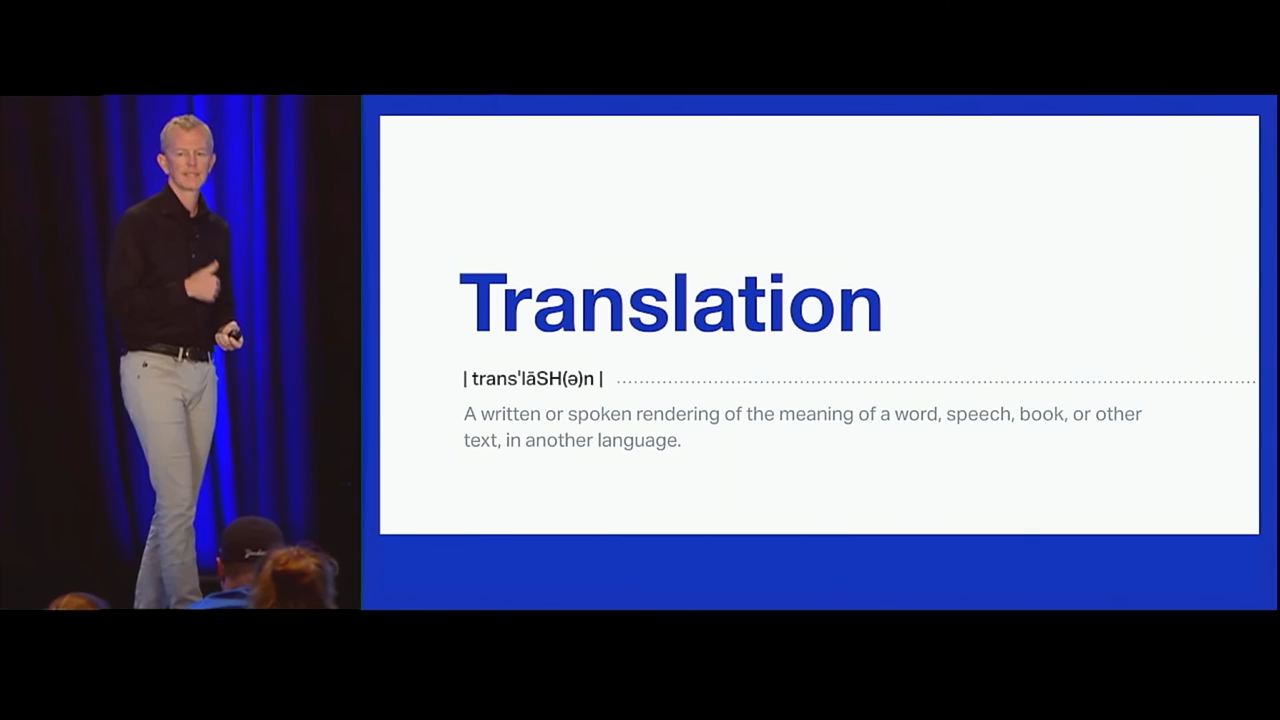 Translation
| trans'lāSH(ə)n |
A written or spoken rendering of the meaning of a word, speech, book, or other
text, in another language.